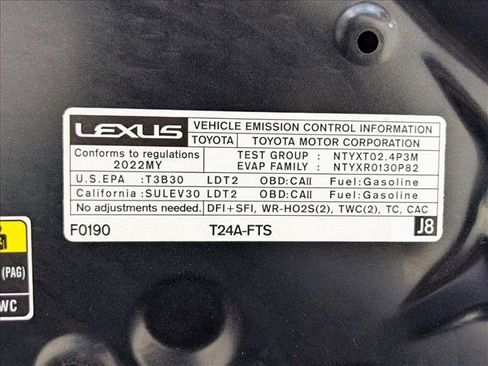 LEXUS VEHICLE EMISSION CONTROL INFORMATION
TOYOTA TOYOTA MOTOR CORPORATION
Conforms to regulations TEST GROUP : NTYXT02.4P3M
2022MY EVAP FAMILY : NTYXR0130P82
U.S.EPA : T3B30 LDT2 OBD:CAII Fuel:Gasoline
California :SULEV30 LDT2 OBD:CAII Fuel:Gasoline
No adjustments needed. DFI+SFI, WR-HO2S(2), TWC(2), TC, CAC
F0190 T24A-FTS J8
(PAG)
WC